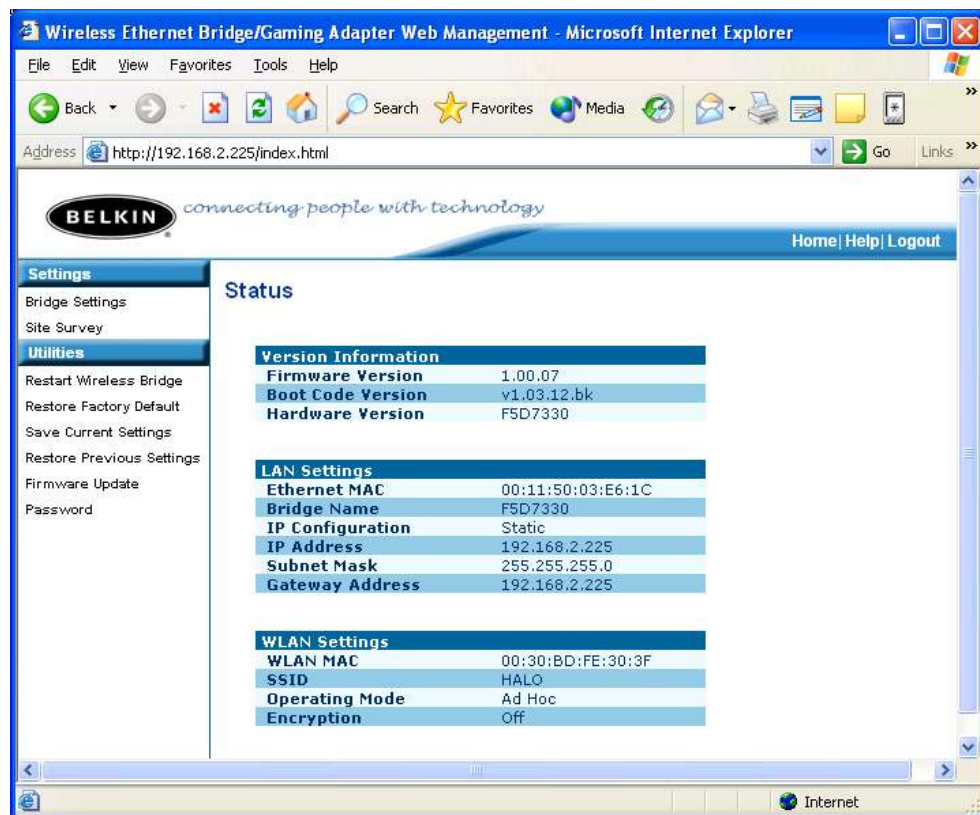 Wireless Ethernet Bridge/Gaming Adapter Web Management - Microsoft Internet Explorer
File Edit View Favorites Tools Help
Back Search Favorites Media »
Address http://192.168.2.225/index.html Go Links »
BELKIN connecting people with technology
Home| Help| Logout
Settings
Bridge Settings
Site Survey
Utilities
Restart Wireless Bridge
Restore Factory Default
Save Current Settings
Restore Previous Settings
Firmware Update
Password
Status
Version Information
Firmware Version 1.00.07
Boot Code Version v1.03.12.bk
Hardware Version F5D7330
LAN Settings
Ethernet MAC 00:11:50:03:E6:1C
Bridge Name F5D7330
IP Configuration Static
IP Address 192.168.2.225
Subnet Mask 255.255.255.0
Gateway Address 192.168.2.225
WLAN Settings
WLAN MAC 00:30:BD:FE:30:3F
SSID HALO
Operating Mode Ad Hoc
Encryption Off
Internet